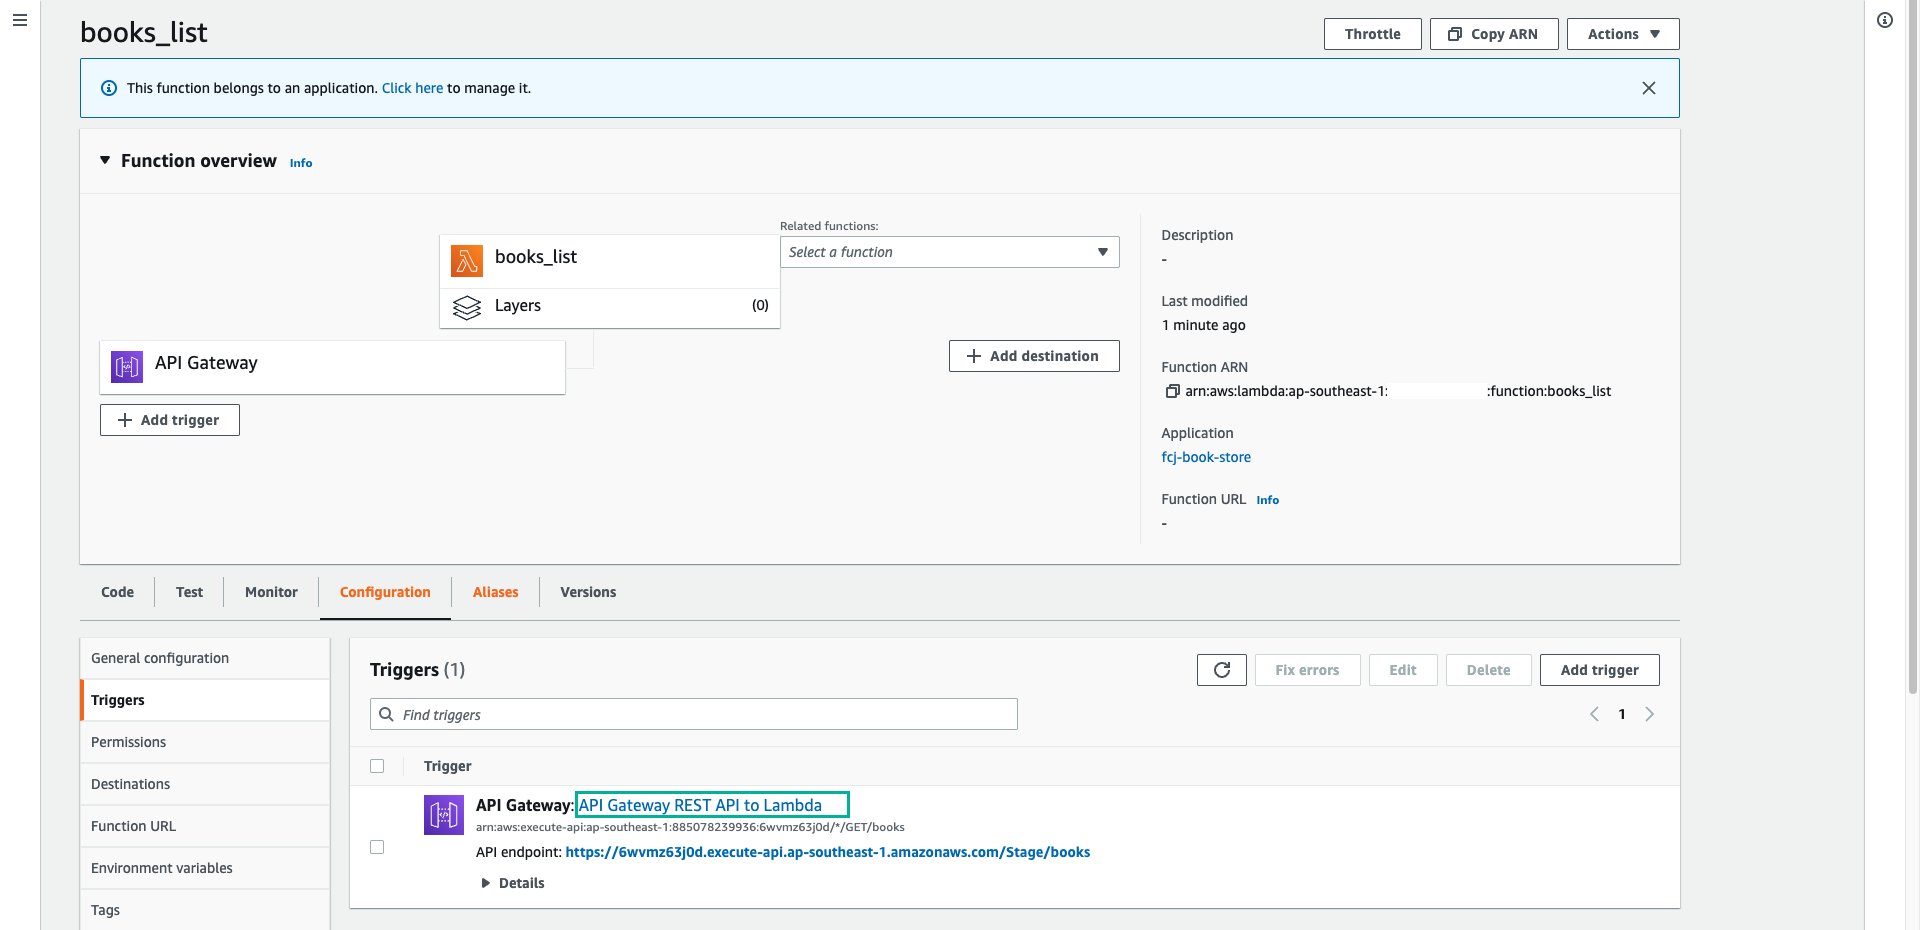 books_list
Throttle
Copy ARN
Actions
This function belongs to an application. Click here to manage it.
Function overview Info
Related functions:
books_list
Select a function
Layers (0)
API Gateway
Add destination
Add trigger
Description
-
Last modified
1 minute ago
Function ARN
arn:aws:lambda:ap-southeast-1: :function:books_list
Application
fcj-book-store
Function URL Info
-
Code
Test
Monitor
Configuration
Aliases
Versions
General configuration
Triggers
Permissions
Destinations
Function URL
Environment variables
Tags
Triggers (1)
Fix errors
Edit
Delete
Add trigger
Find triggers
1
Trigger
API Gateway: API Gateway REST API to Lambda
arn:aws:execute-api:ap-southeast-1:885078239936:6wvmz63j0d/*/GET/books
API endpoint: https://6wvmz63j0d.execute-api.ap-southeast-1.amazonaws.com/Stage/books
Details